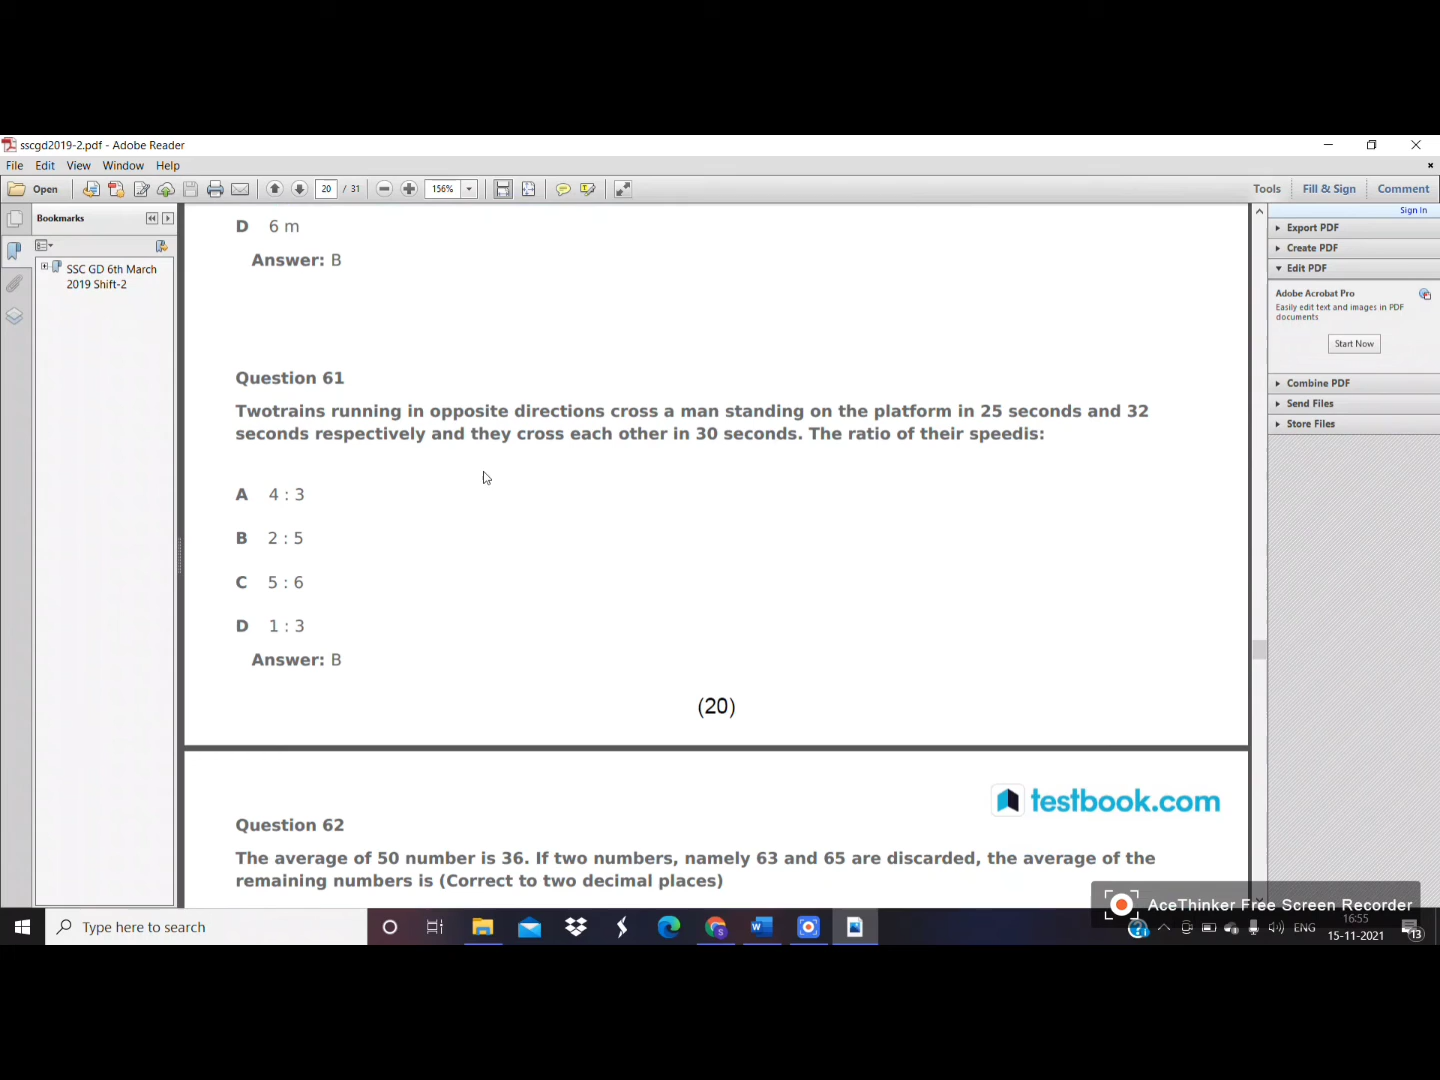 sscgd2019-2.pdf - Adobe Reader
File Edit View Window Help
Open 20 / 31 156% Tools Fill & Sign Comment
Bookmarks
SSC GD 6th March
2019 Shift-2
Sign In
Export PDF
Create PDF
Edit PDF
Adobe Acrobat Pro
Easily edit text and images in PDF
documents
Start Now
Combine PDF
Send Files
Store Files
D 6 m
Answer: B
Question 61
Twotrains running in opposite directions cross a man standing on the platform in 25 seconds and 32
seconds respectively and they cross each other in 30 seconds. The ratio of their speedis:
A 4 : 3
B 2 : 5
C 5 : 6
D 1 : 3
Answer: B
(20)
testbook.com
Question 62
The average of 50 number is 36. If two numbers, namely 63 and 65 are discarded, the average of the
remaining numbers is (Correct to two decimal places)
AceThinker Free Screen Recorder
Type here to search
ENG
16:55
15-11-2021
13